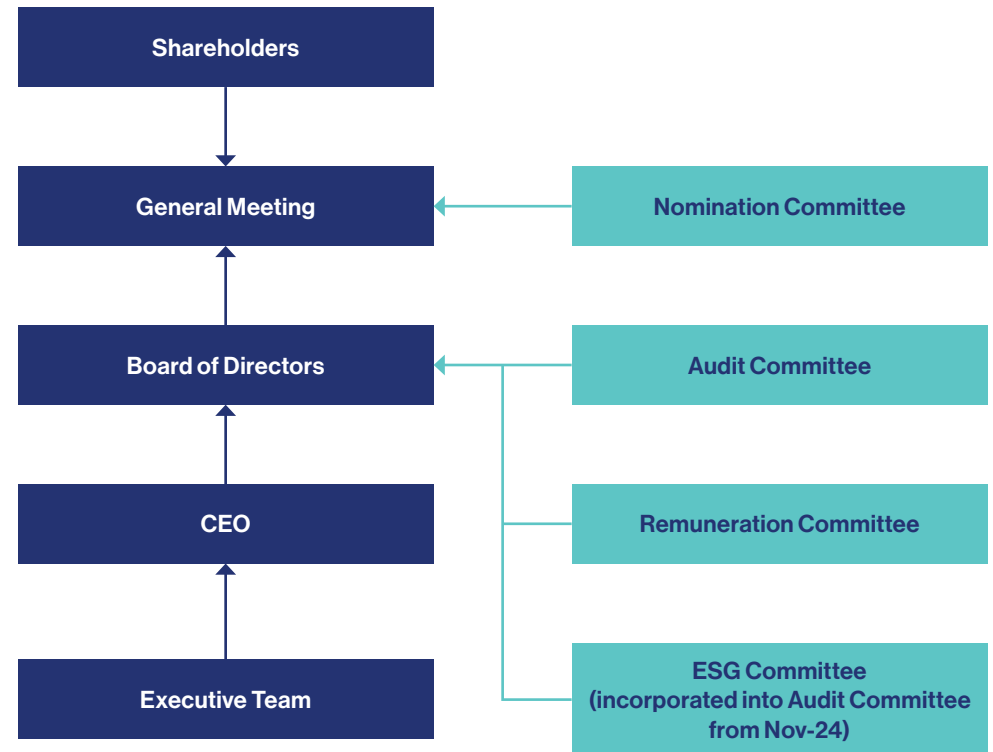 Shareholders
General Meeting
Nomination Committee
Board of Directors
Audit Committee
CEO
Remuneration Committee
Executive Team
ESG Committee
(incorporated into Audit Committee
from Nov-24)